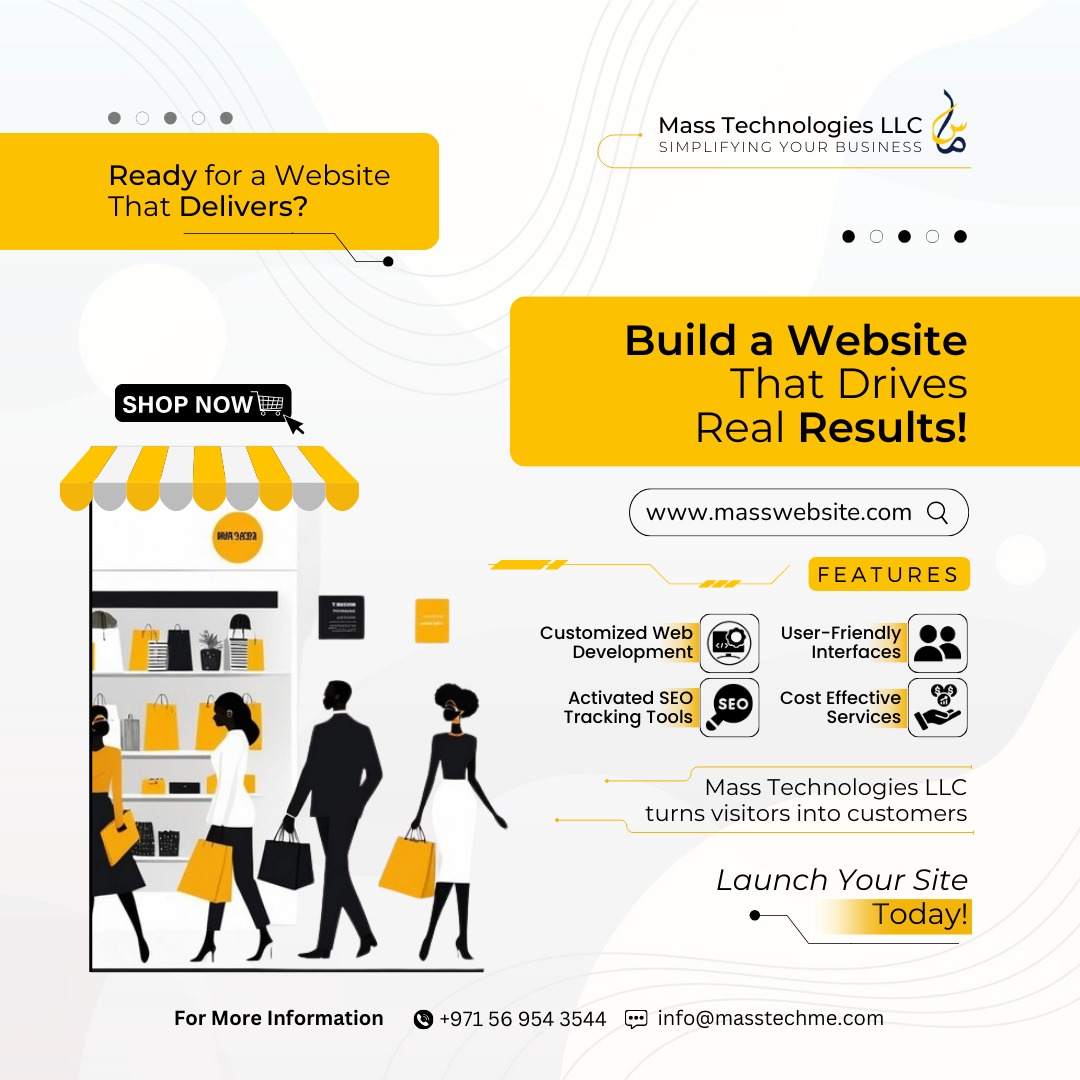 Mass Technologies LLC
SIMPLIFYING YOUR BUSINESS
Ready for a Website
That Delivers?
Build a Website
That Drives
Real Results!
SHOP NOW
www.masswebsite.com
FEATURES
Customized Web
Development
User-Friendly
Interfaces
Activated SEO
Tracking Tools
SEO
Cost Effective
Services
Mass Technologies LLC
turns visitors into customers
Launch Your Site
Today!
For More Information
+971 56 954 3544
info@masstechme.com